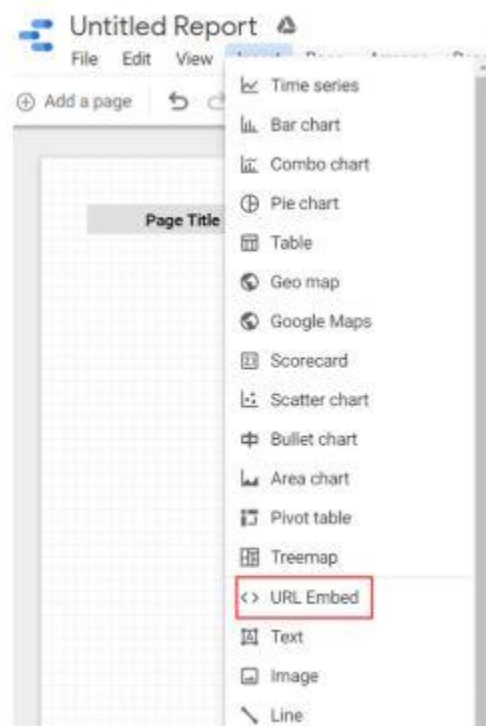 Untitled Report
File Edit View
Add a page
Page Title
Time series
Bar chart
Combo chart
Pie chart
Table
Geo map
Google Maps
Scorecard
Scatter chart
Bullet chart
Area chart
Pivot table
Treemap
URL Embed
Text
Image
Line